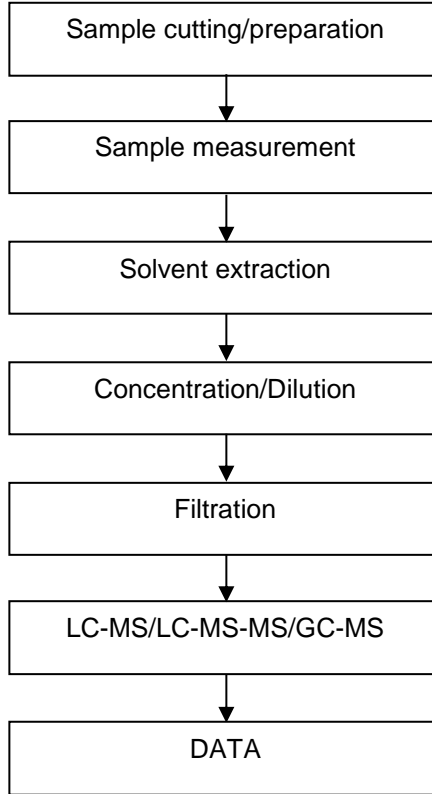 Sample cutting/preparation
Sample measurement
Solvent extraction
Concentration/Dilution
Filtration
LC-MS/LC-MS-MS/GC-MS
DATA